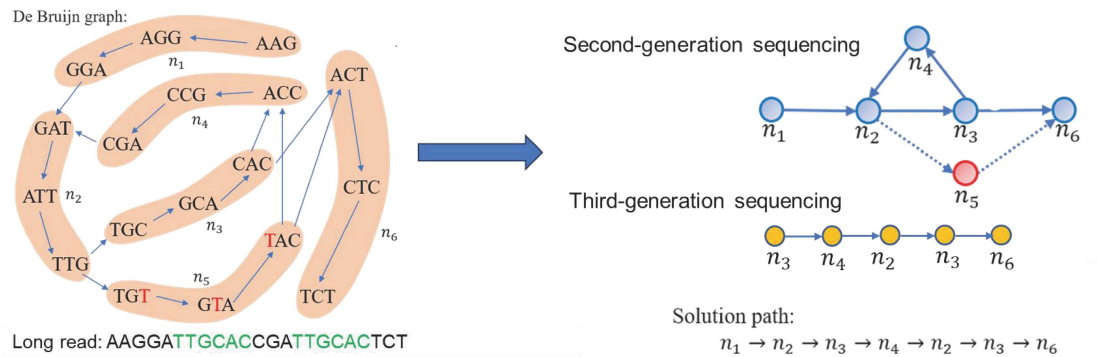 De Bruijn graph:
AGG
AAG
GGA
n₁
ACT
CCG
ACC
n₄
GAT
CGA
CAC
ATT
n₂
GCA
CTC
TGC
n₃
TAC
n₆
TTG
n₅
TGT
GTA
TCT
Long read: AAGGATTGCACCGATTGCACTCT
Second-generation sequencing
n₄
n₁
n₂
n₃
n₆
n₅
Third-generation sequencing
n₃
n₄
n₂
n₃
n₆
Solution path:
n₁ → n₂ → n₃ → n₄ → n₂ → n₃ → n₆